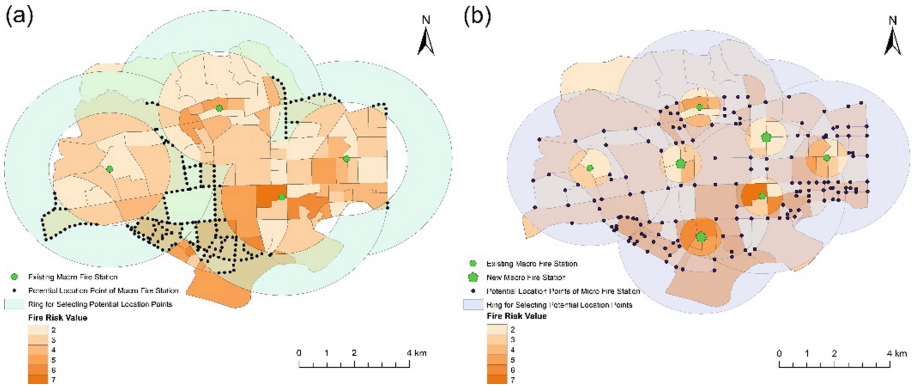 (a)
N
Existing Macro Fire Station
Potential Location Point of Macro Fire Station
Ring for Selecting Potential Location Points
Fire Risk Value
2
3
4
5
6
7
0 1 2 4 km
(b)
N
Existing Macro Fire Station
New Macro Fire Station
Potential Location Points of Micro Fire Station
Ring for Selecting Potential Location Points
Fire Risk Value
2
3
4
5
6
7
0 1 2 4 km